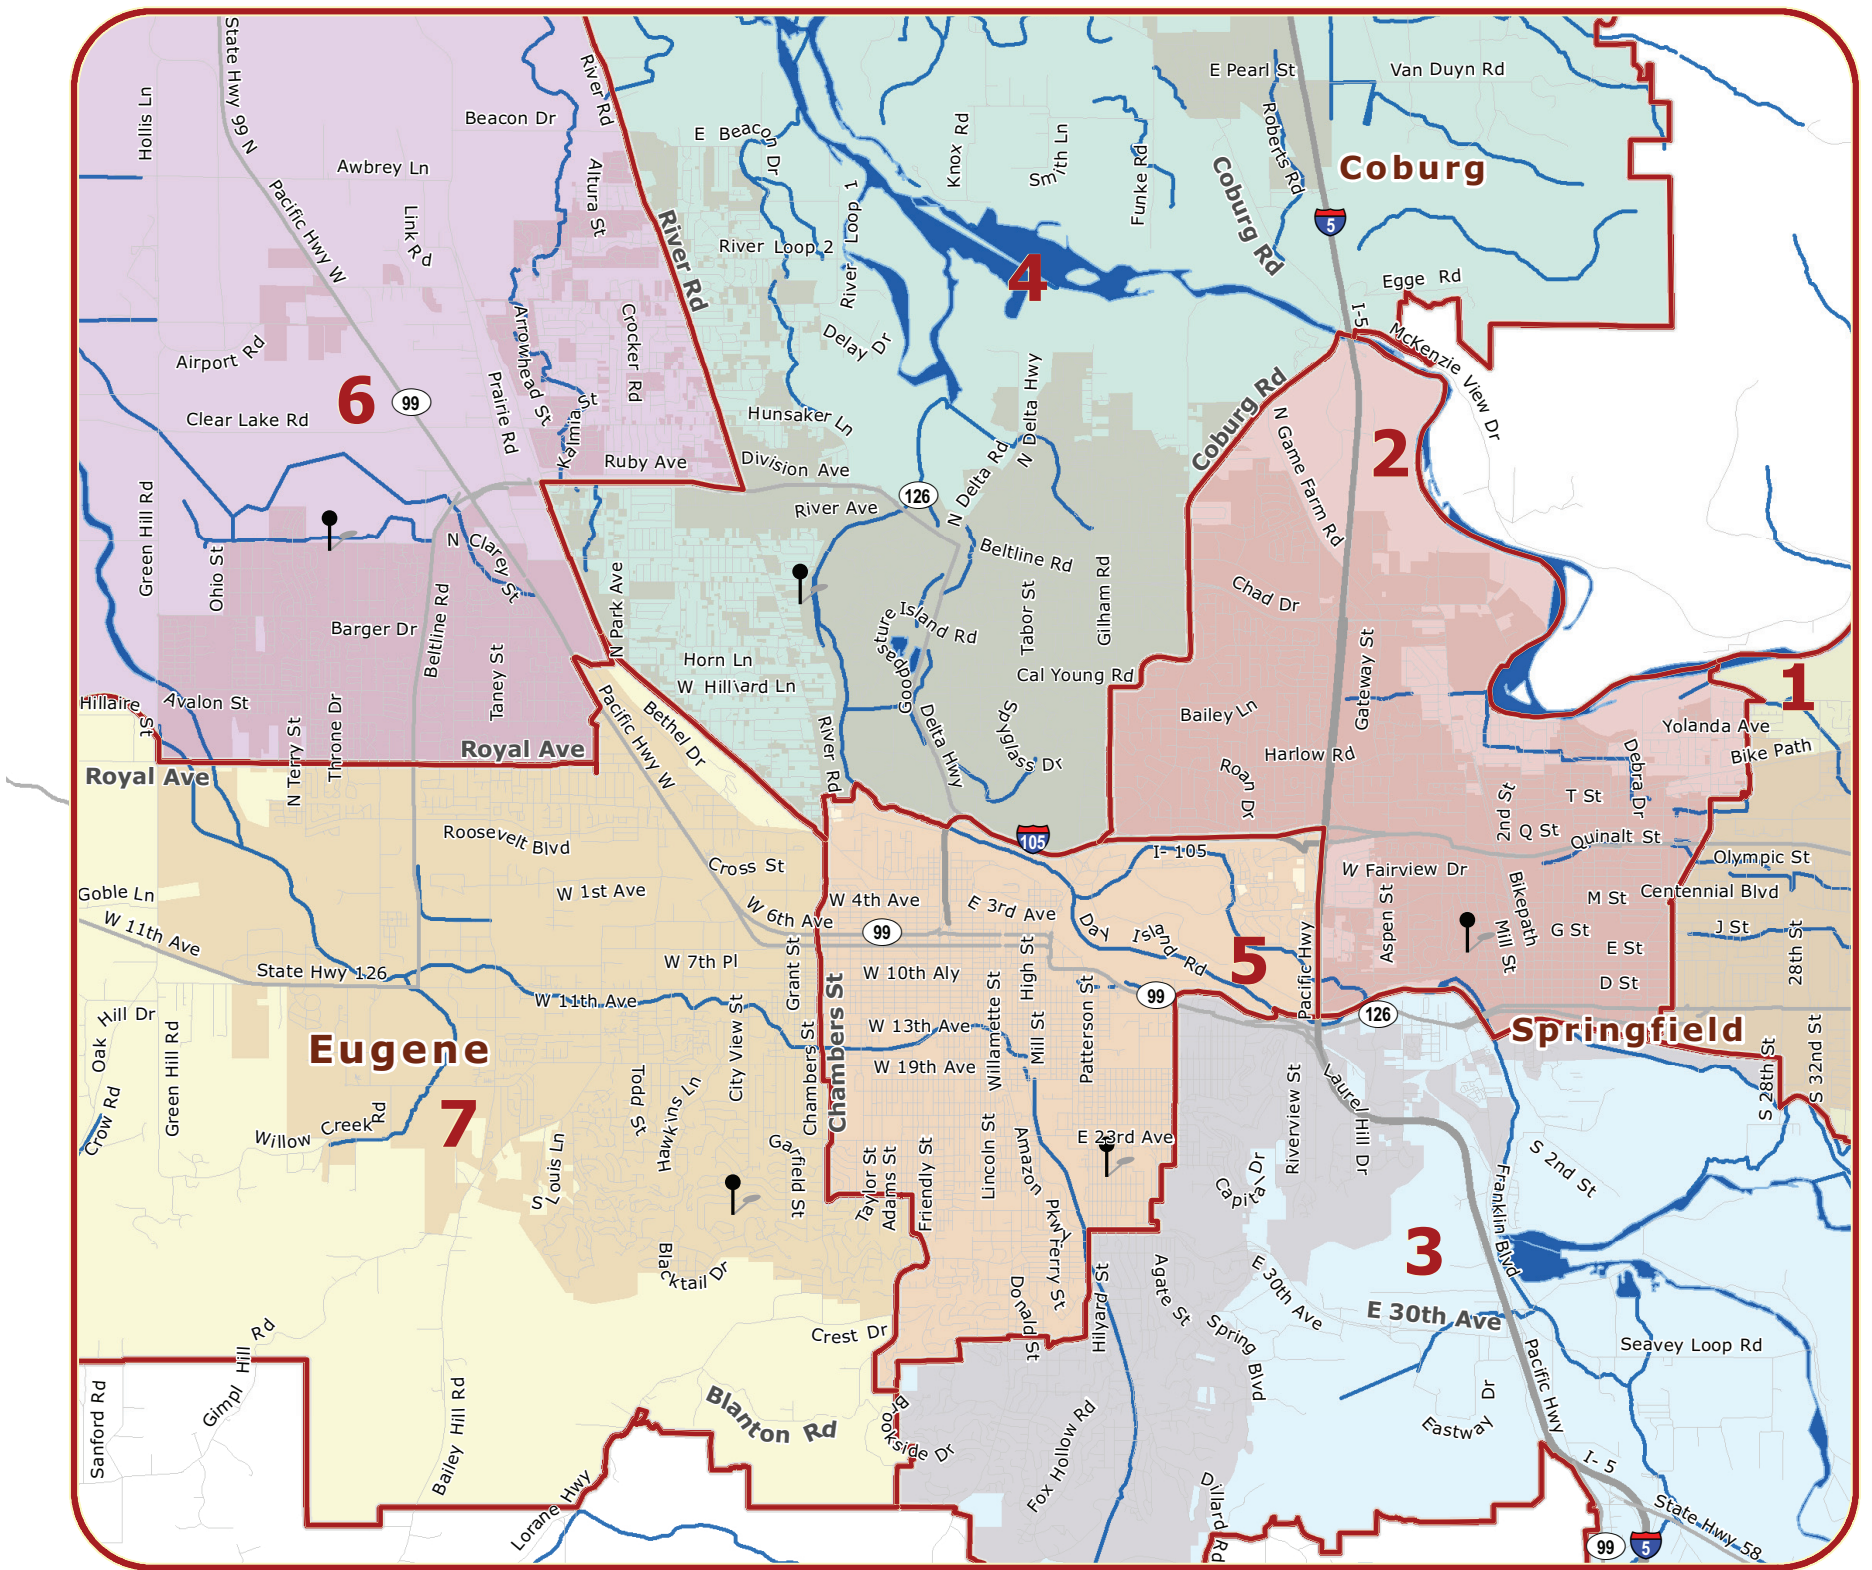 State Hwy 99 N
Hollis Ln
Beacon Dr
River Rd
E Beacon Dr
Knox Rd
Smith Ln
Funke Rd
E Pearl St
Van Duyn Rd
Roberts Rd
Coburg
Awbrey Ln
Altura St
Link Rd
Pacific Hwy W
River Rd
River Loop 2
River Loop 1
Coburg Rd
5
4
Egge Rd
I-5
McKenzie View Dr
Airport Rd
Arrowhead St
Crocker Rd
Delay Dr
N Delta Hwy
6
99
Prairie Rd
Kalmia St
Clear Lake Rd
Hunsaker Ln
Coburg Rd
N Game Farm Rd
2
Ruby Ave
Division Ave
N Delta Rd
126
River Ave
Green Hill Rd
Ohio St
N Clarey St
Beltline Rd
Gilham Rd
Tabor St
Chad Dr
N Park Ave
Barger Dr
Beltline Rd
Taney St
Goodpasture Island Rd
Horn Ln
W Hilliard Ln
Cal Young Rd
Gateway St
1
Hillaire St
Avalon St
N Terry St
Throne Dr
Royal Ave
Royal Ave
Pacific Hwy W
Bethel Dr
River Rd
Delta Hwy
Spyglass Dr
Bailey Ln
Harlow Rd
Roan Dr
Yolanda Ave
Bike Path
Debra Dr
T St
2nd St
Q St
Quinalt St
Olympic St
Roosevelt Blvd
Cross St
105
I- 105
W Fairview Dr
Centennial Blvd
Goble Ln
W 1st Ave
W 4th Ave
W 6th Ave
E 3rd Ave
99
Aspen St
Bikepath
M St
G St
J St
E St
D St
Mill St
28th St
W 11th Ave
State Hwy 126
W 7th Pl
Grant St
W 10th Aly
High St
Day Island Rd
5
Pacific Hwy
W 11th Ave
99
126
Springfield
Oak Hill Dr
Green Hill Rd
Eugene
City View St
Chambers St
Chambers St
W 13th Ave
Willamette St
Mill St
Patterson St
W 19th Ave
Crow Rd
7
Willow Creek Rd
Todd St
Hawkins Ln
Riverview St
Laurel Hill Dr
S 28th St
S 32nd St
S Louis Ln
Garfield St
Taylor St
Adams St
Friendly St
Lincoln St
Amazon Pkwy
E 23rd Ave
Capital Dr
Franklin Blvd
S 2nd St
3
Blacktail Dr
Ferry St
Donald St
Hilyard St
Agate St
E 30th Ave
E 30th Ave
Spring Blvd
Seavey Loop Rd
Crest Dr
Gimpl Hill Rd
Sanford Rd
Bailey Hill Rd
Blanton Rd
Brookside Dr
Fox Hollow Rd
Eastway Dr
Pacific Hwy
Lorane Hwy
Dillard Rd
I- 5
State Hwy 58
99
5